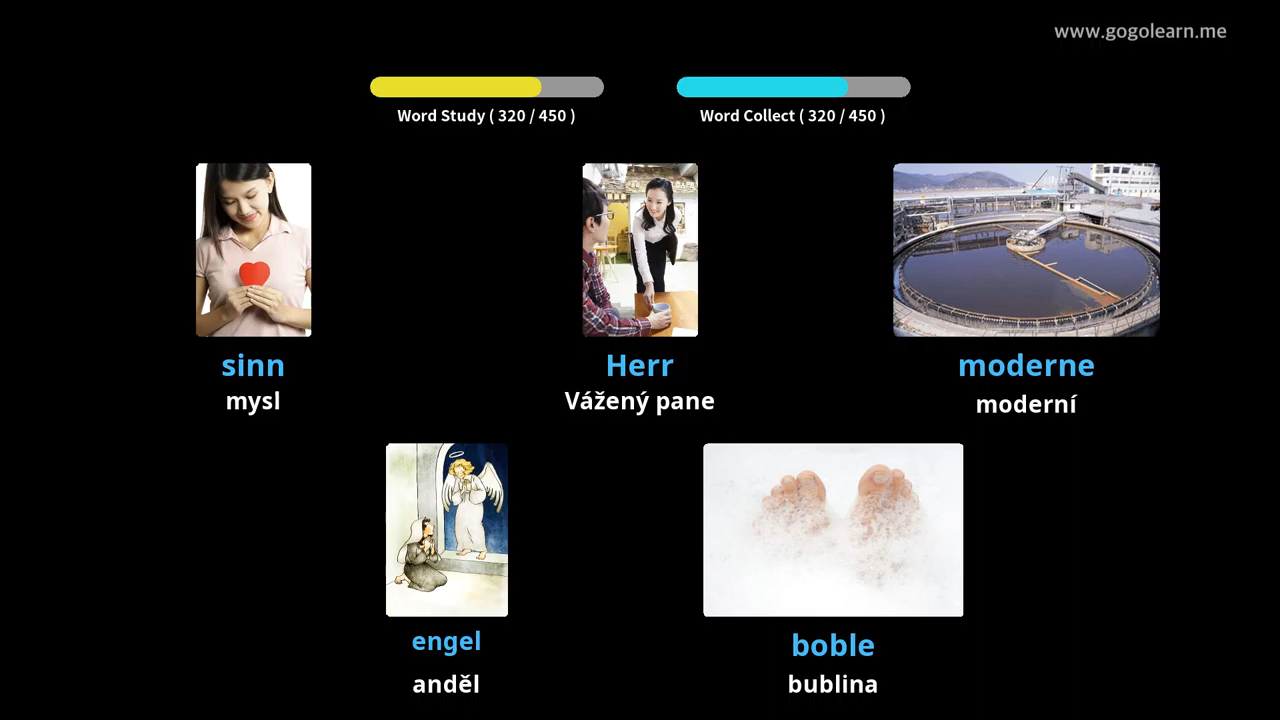 www.gogolearn.me
Word Study ( 320 / 450 )
Word Collect ( 320 / 450 )
sinn
mysl
Herr
Vážený pane
moderne
moderní
engel
anděl
boble
bublina